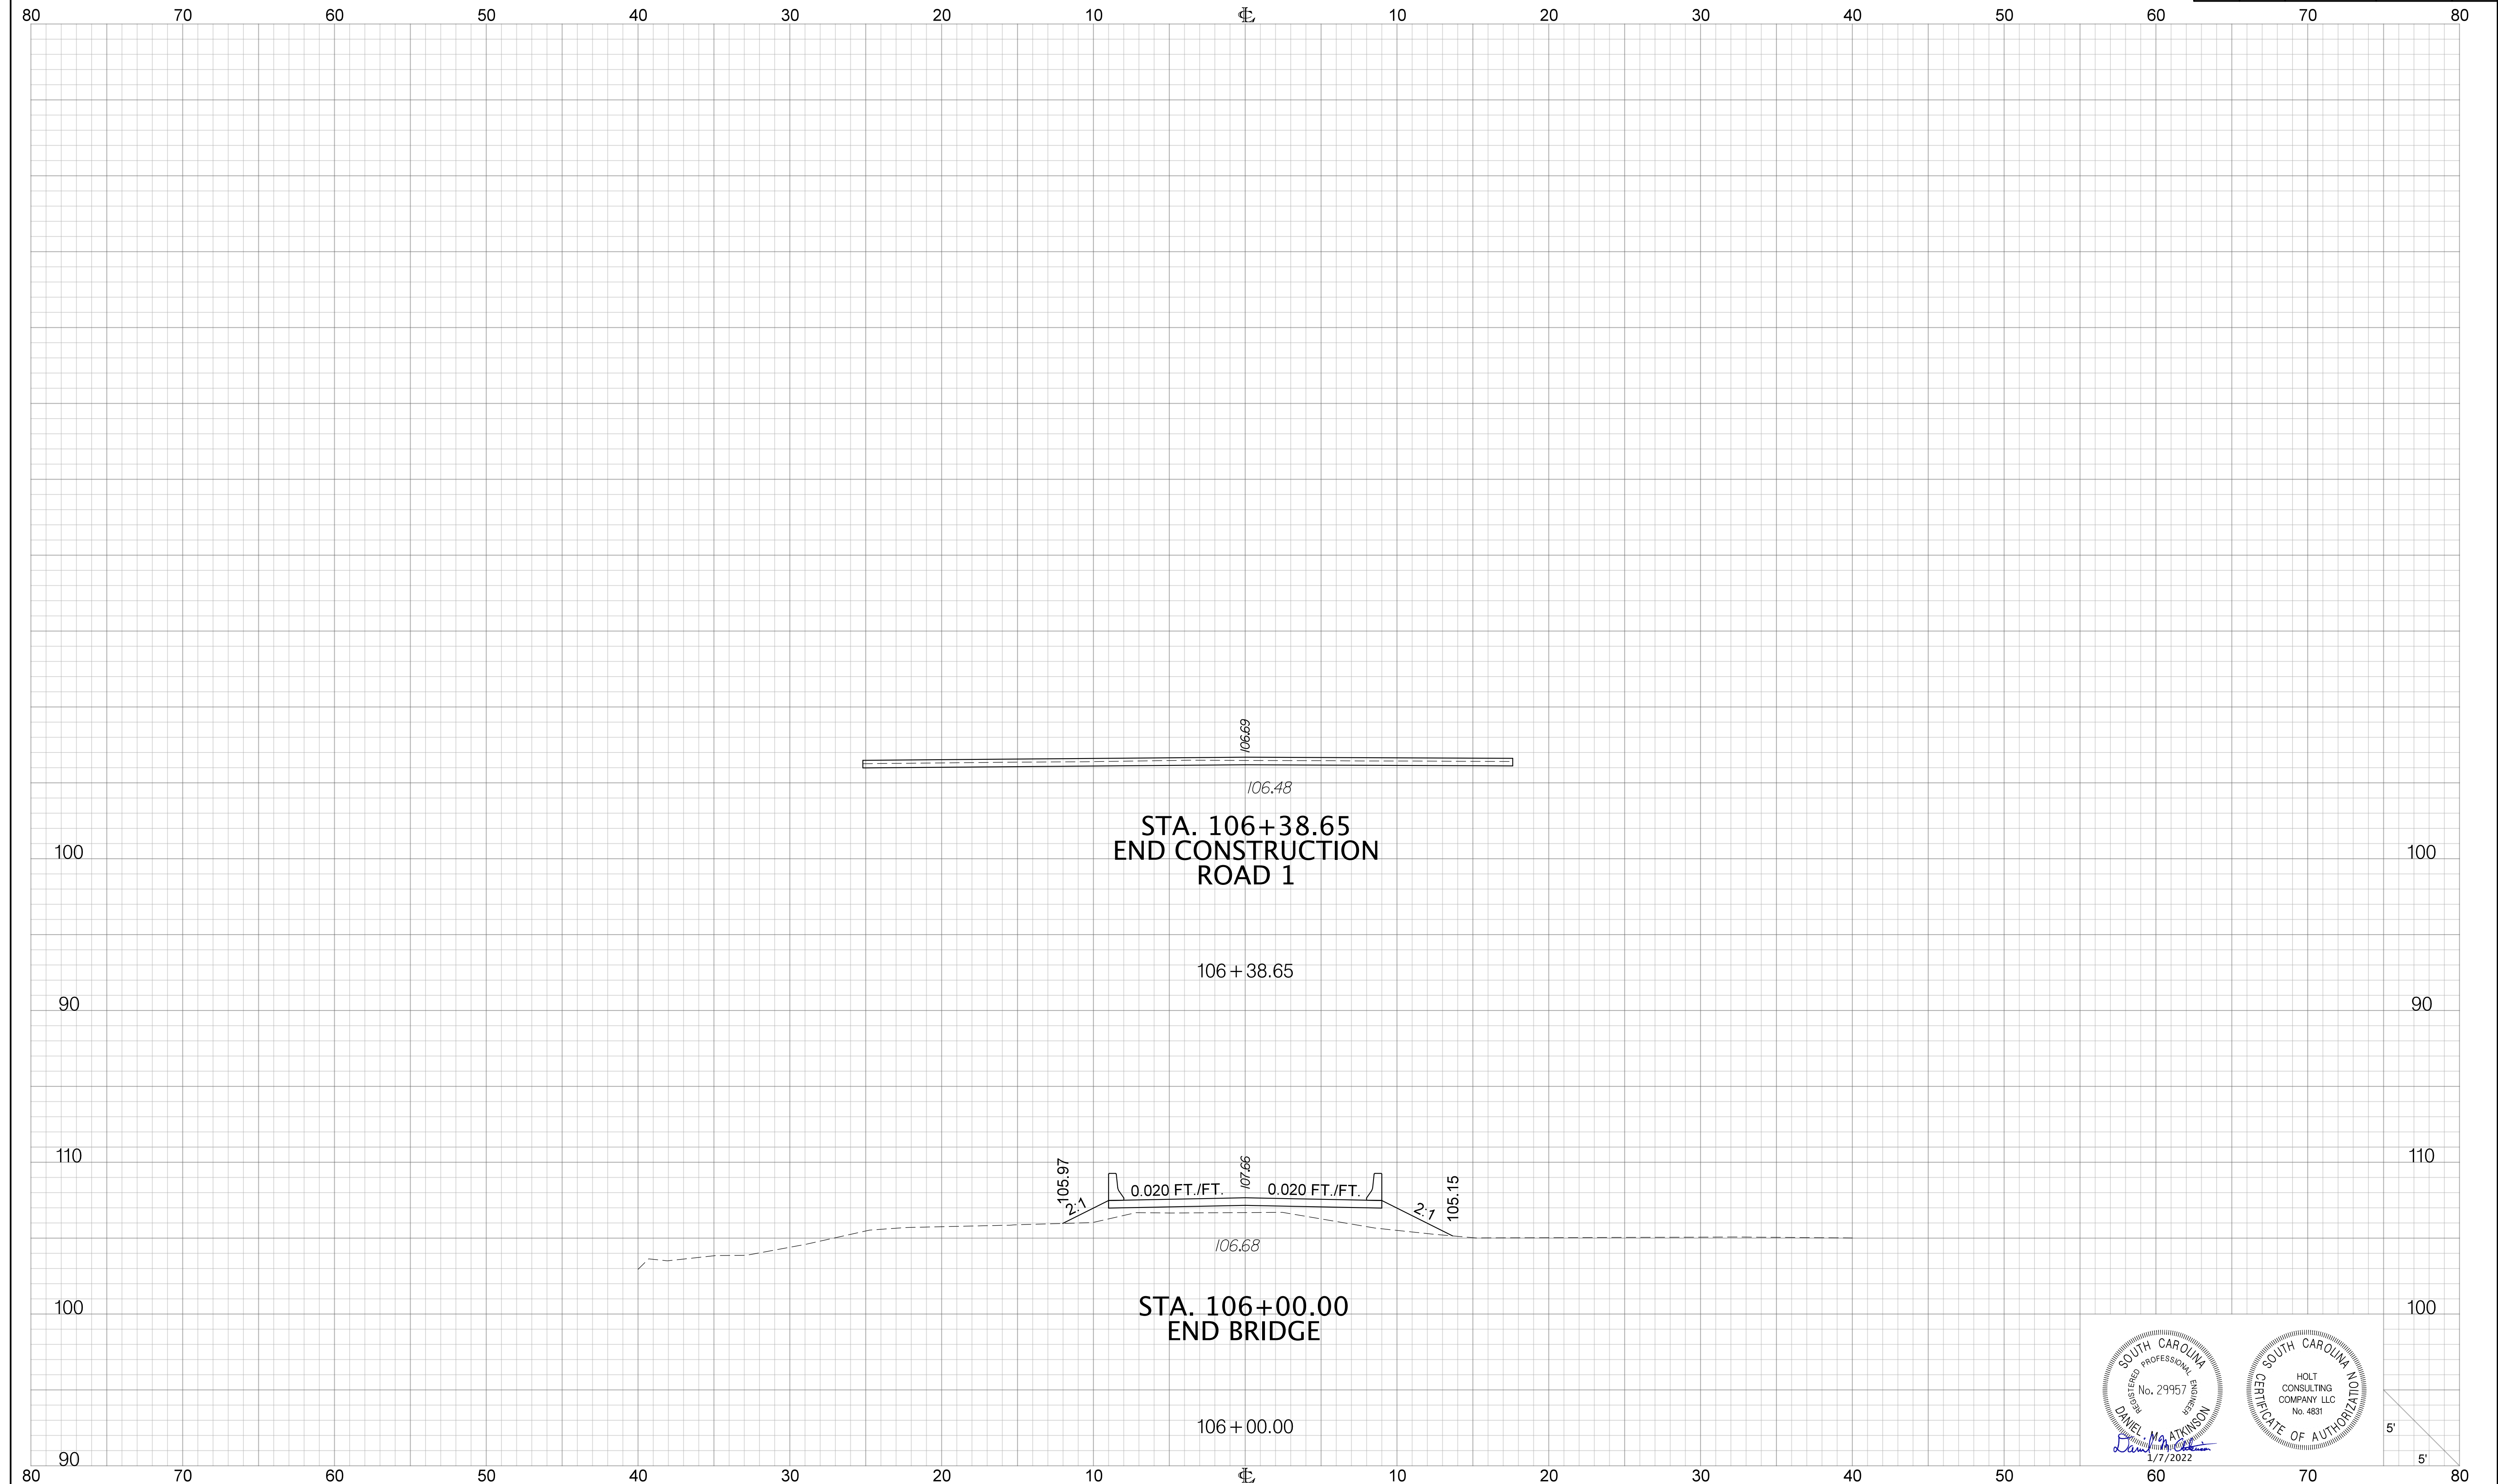 80 70 60 50 40 30 20 10 ℄ 10 20 30 40 50 60 70 80
106.69
106.48
STA. 106+38.65
END CONSTRUCTION
ROAD 1
100 100
106+38.65
90 90
110 110
105.97
2:1
0.020 FT./FT.
107.66
0.020 FT./FT.
2:1
105.15
106.68
100 100
STA. 106+00.00
END BRIDGE
106+00.00
90
SOUTH CAROLINA
REGISTERED PROFESSIONAL ENGINEER
No. 29957
DANIEL M. ATKINSON
Daniel M. Atkinson
1/7/2022
SOUTH CAROLINA
HOLT
CONSULTING
COMPANY LLC
No. 4831
CERTIFICATE OF AUTHORIZATION
5'
5'
80 70 60 50 40 30 20 10 ℄ 10 20 30 40 50 60 70 80